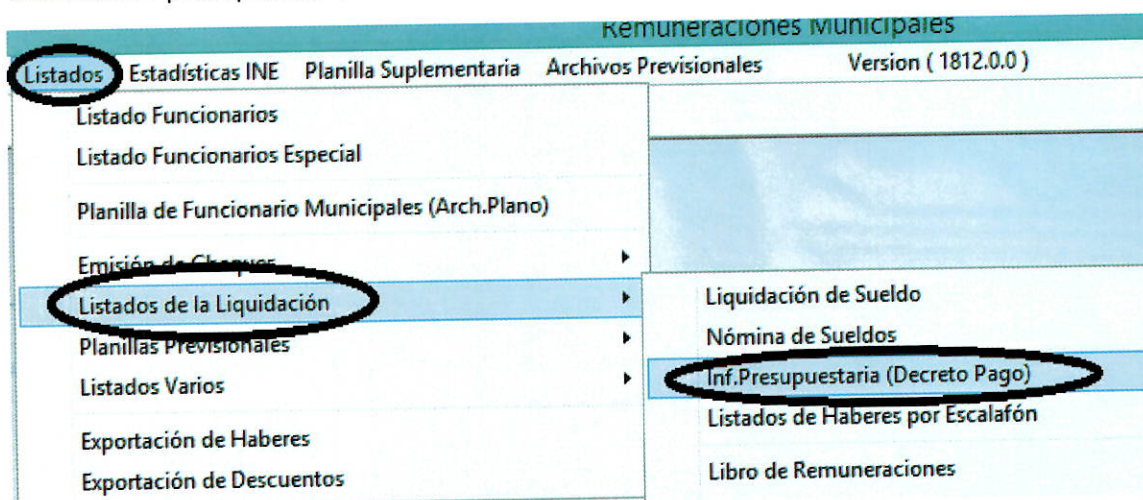 Remuneraciones Municipales
Listados Estadísticas INE Planilla Suplementaria Archivos Previsionales Version ( 1812.0.0 )
Listado Funcionarios
Listado Funcionarios Especial
Planilla de Funcionario Municipales (Arch.Plano)
Emisión de Cheques
Listados de la Liquidación
Liquidación de Sueldo
Planillas Previsionales
Nómina de Sueldos
Listados Varios
Inf.Presupuestaria (Decreto Pago)
Listados de Haberes por Escalafón
Exportación de Haberes
Libro de Remuneraciones
Exportación de Descuentos